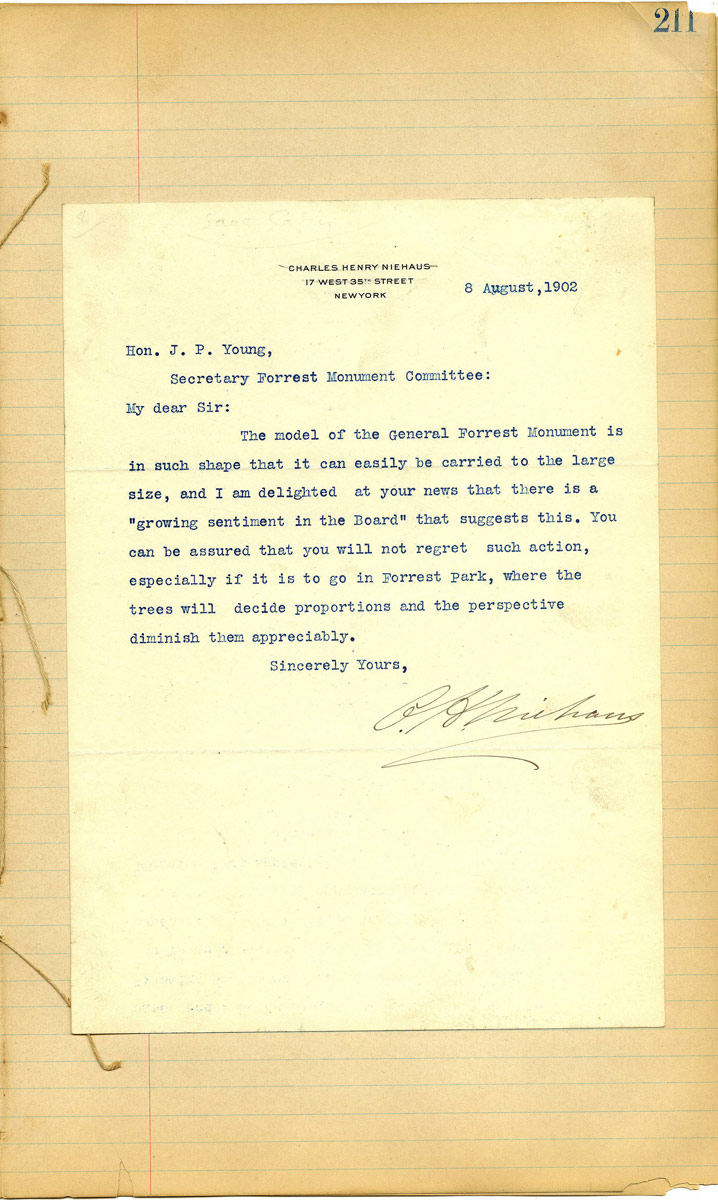 211
CHARLES HENRY NIEHAUS
17 WEST 35TH STREET
NEW YORK
8 August, 1902
Hon. J. P. Young,
Secretary Forrest Monument Committee:
My dear Sir:
The model of the General Forrest Monument is
in such shape that it can easily be carried to the large
size, and I am delighted at your news that there is a
"growing sentiment in the Board" that suggests this. You
can be assured that you will not regret such action,
especially if it is to go in Forrest Park, where the
trees will decide proportions and the perspective
diminish them appreciably.
Sincerely Yours,
C. H. Niehaus